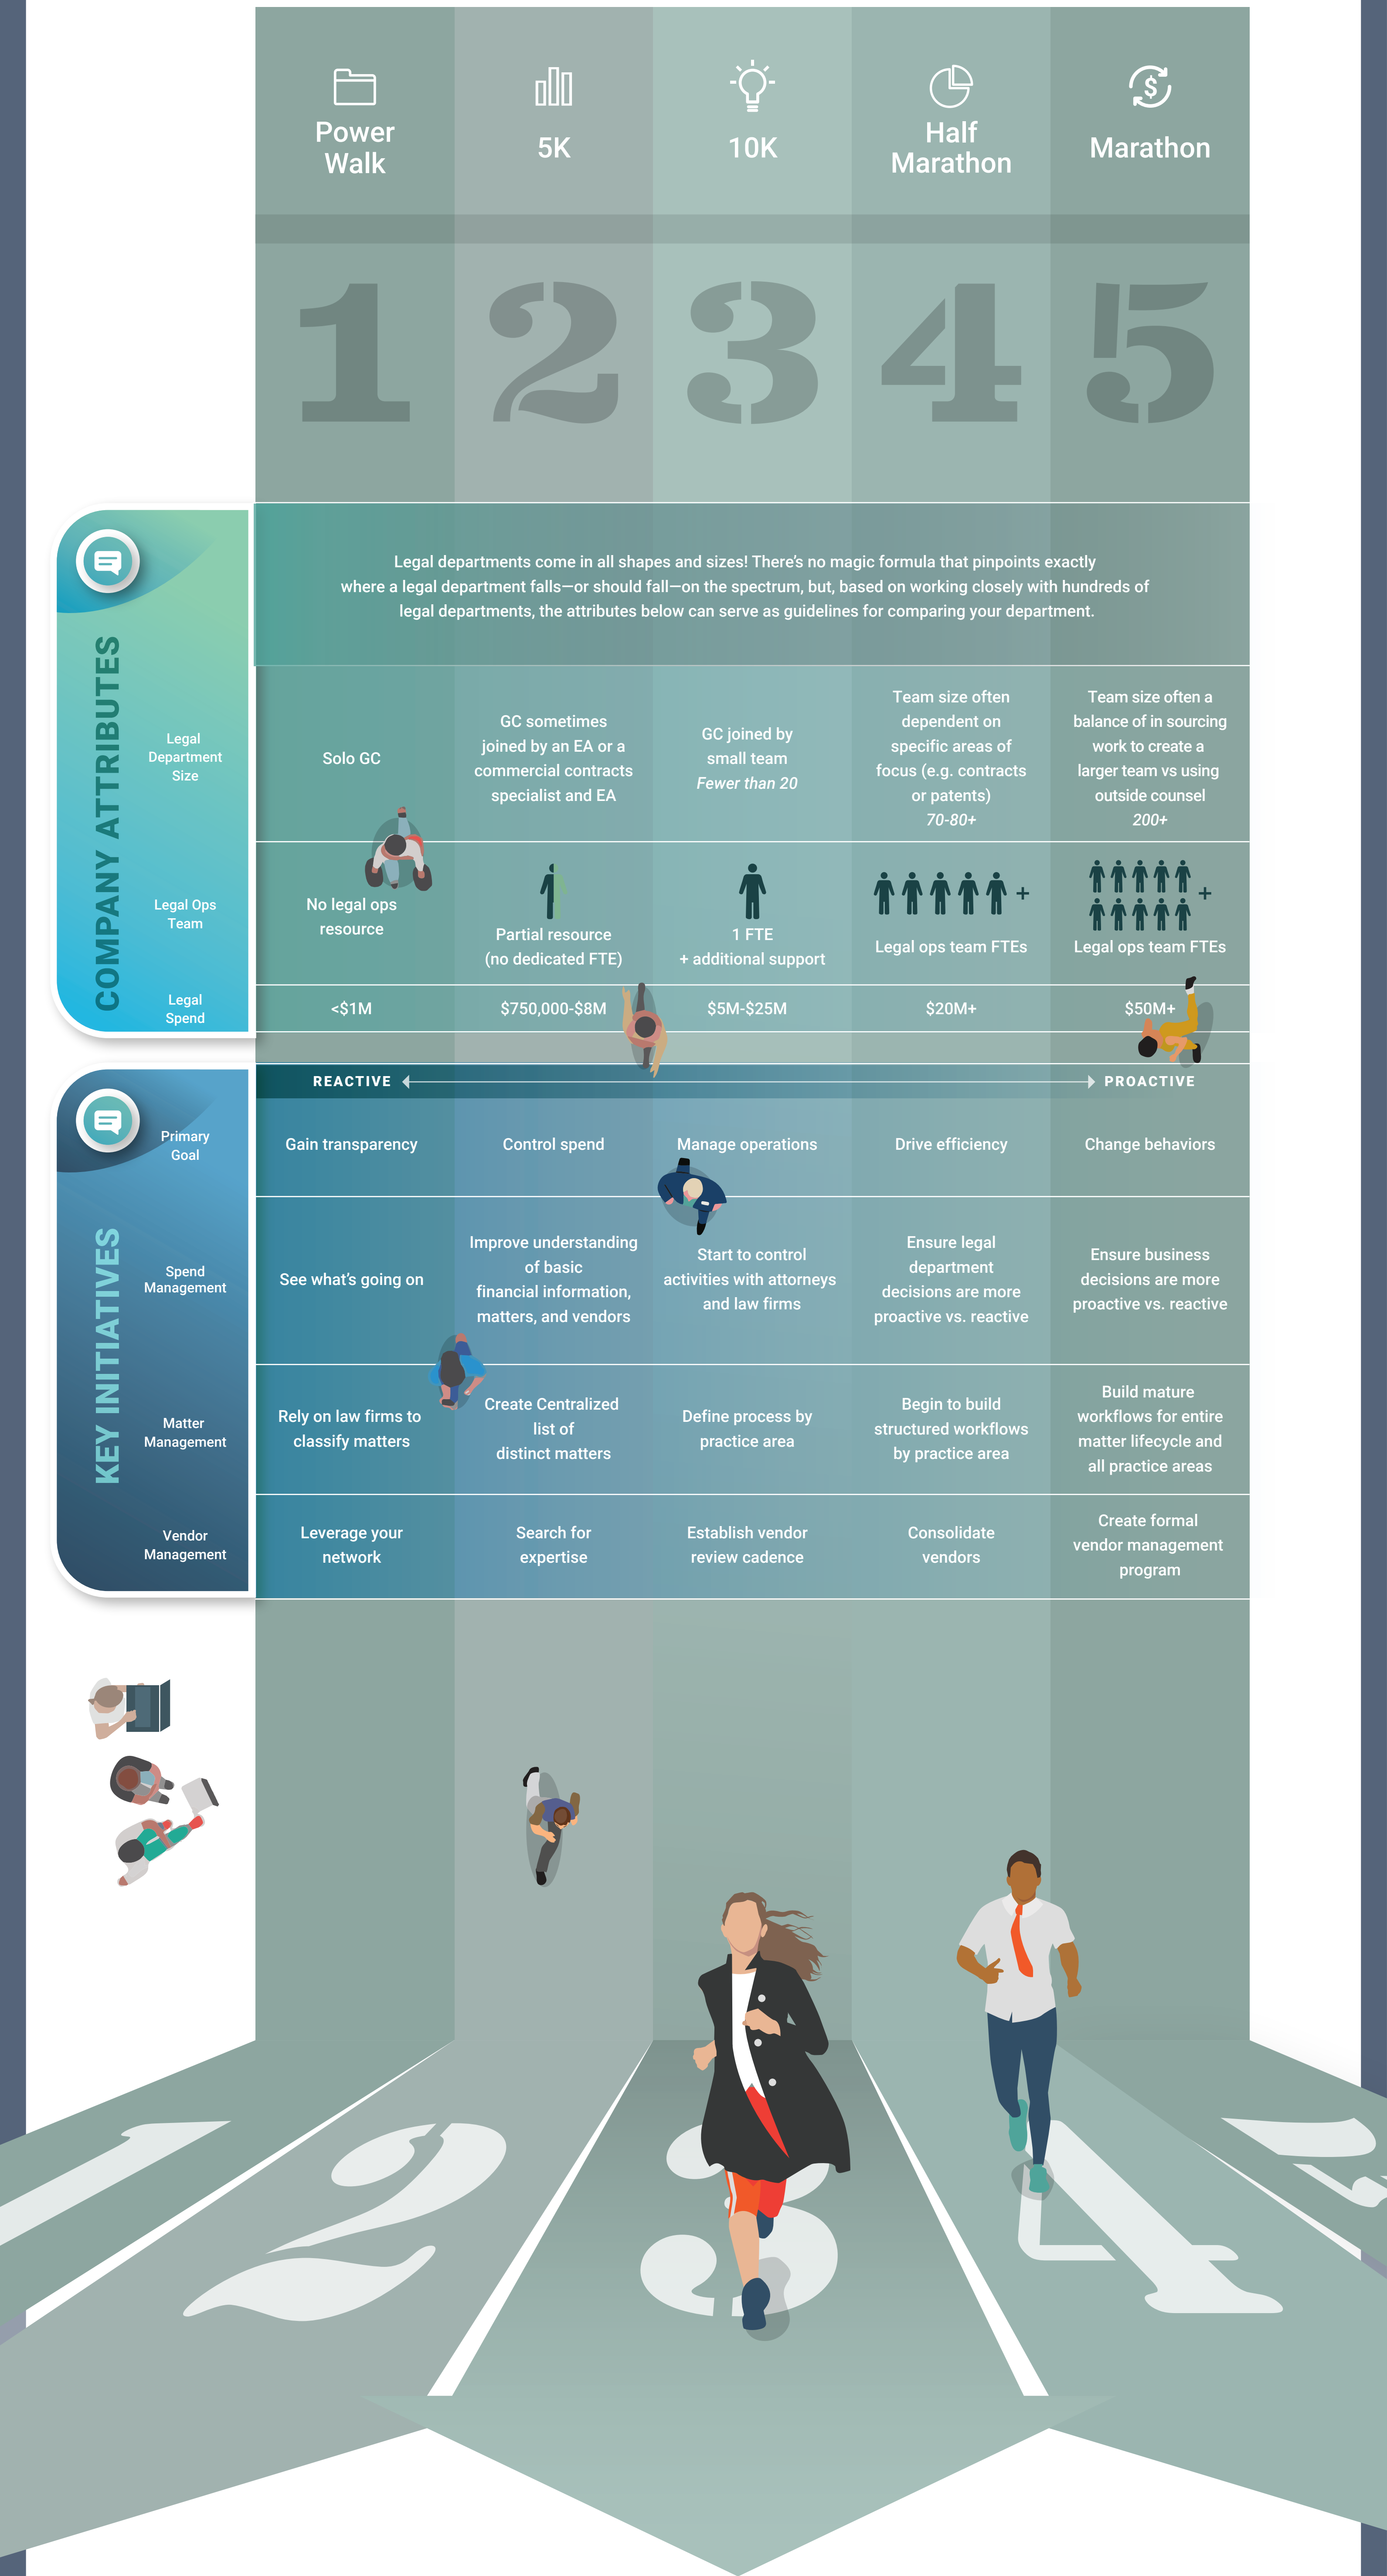 Power
Walk
5K
10K
Half
Marathon
Marathon
$
1
2
3
4
5
COMPANY ATTRIBUTES
Legal departments come in all shapes and sizes! There’s no magic formula that pinpoints exactly
where a legal department falls—or should fall—on the spectrum, but, based on working closely with hundreds of
legal departments, the attributes below can serve as guidelines for comparing your department.
Legal
Department
Size
Solo GC
GC sometimes
joined by an EA or a
commercial contracts
specialist and EA
GC joined by
small team
Fewer than 20
Team size often
dependent on
specific areas of
focus (e.g. contracts
or patents)
70-80+
Team size often a
balance of in sourcing
work to create a
larger team vs using
outside counsel
200+
Legal Ops
Team
No legal ops
resource
Partial resource
(no dedicated FTE)
1 FTE
+ additional support
+
Legal ops team FTEs
+
Legal ops team FTEs
Legal
Spend
<$1M
$750,000-$8M
$5M-$25M
$20M+
$50M+
KEY INITIATIVES
REACTIVE
PROACTIVE
Primary
Goal
Gain transparency
Control spend
Manage operations
Drive efficiency
Change behaviors
Spend
Management
See what’s going on
Improve understanding
of basic
financial information,
matters, and vendors
Start to control
activities with attorneys
and law firms
Ensure legal
department
decisions are more
proactive vs. reactive
Ensure business
decisions are more
proactive vs. reactive
Matter
Management
Rely on law firms to
classify matters
Create Centralized
list of
distinct matters
Define process by
practice area
Begin to build
structured workflows
by practice area
Build mature
workflows for entire
matter lifecycle and
all practice areas
Vendor
Management
Leverage your
network
Search for
expertise
Establish vendor
review cadence
Consolidate
vendors
Create formal
vendor management
program
1
2
3
4
5